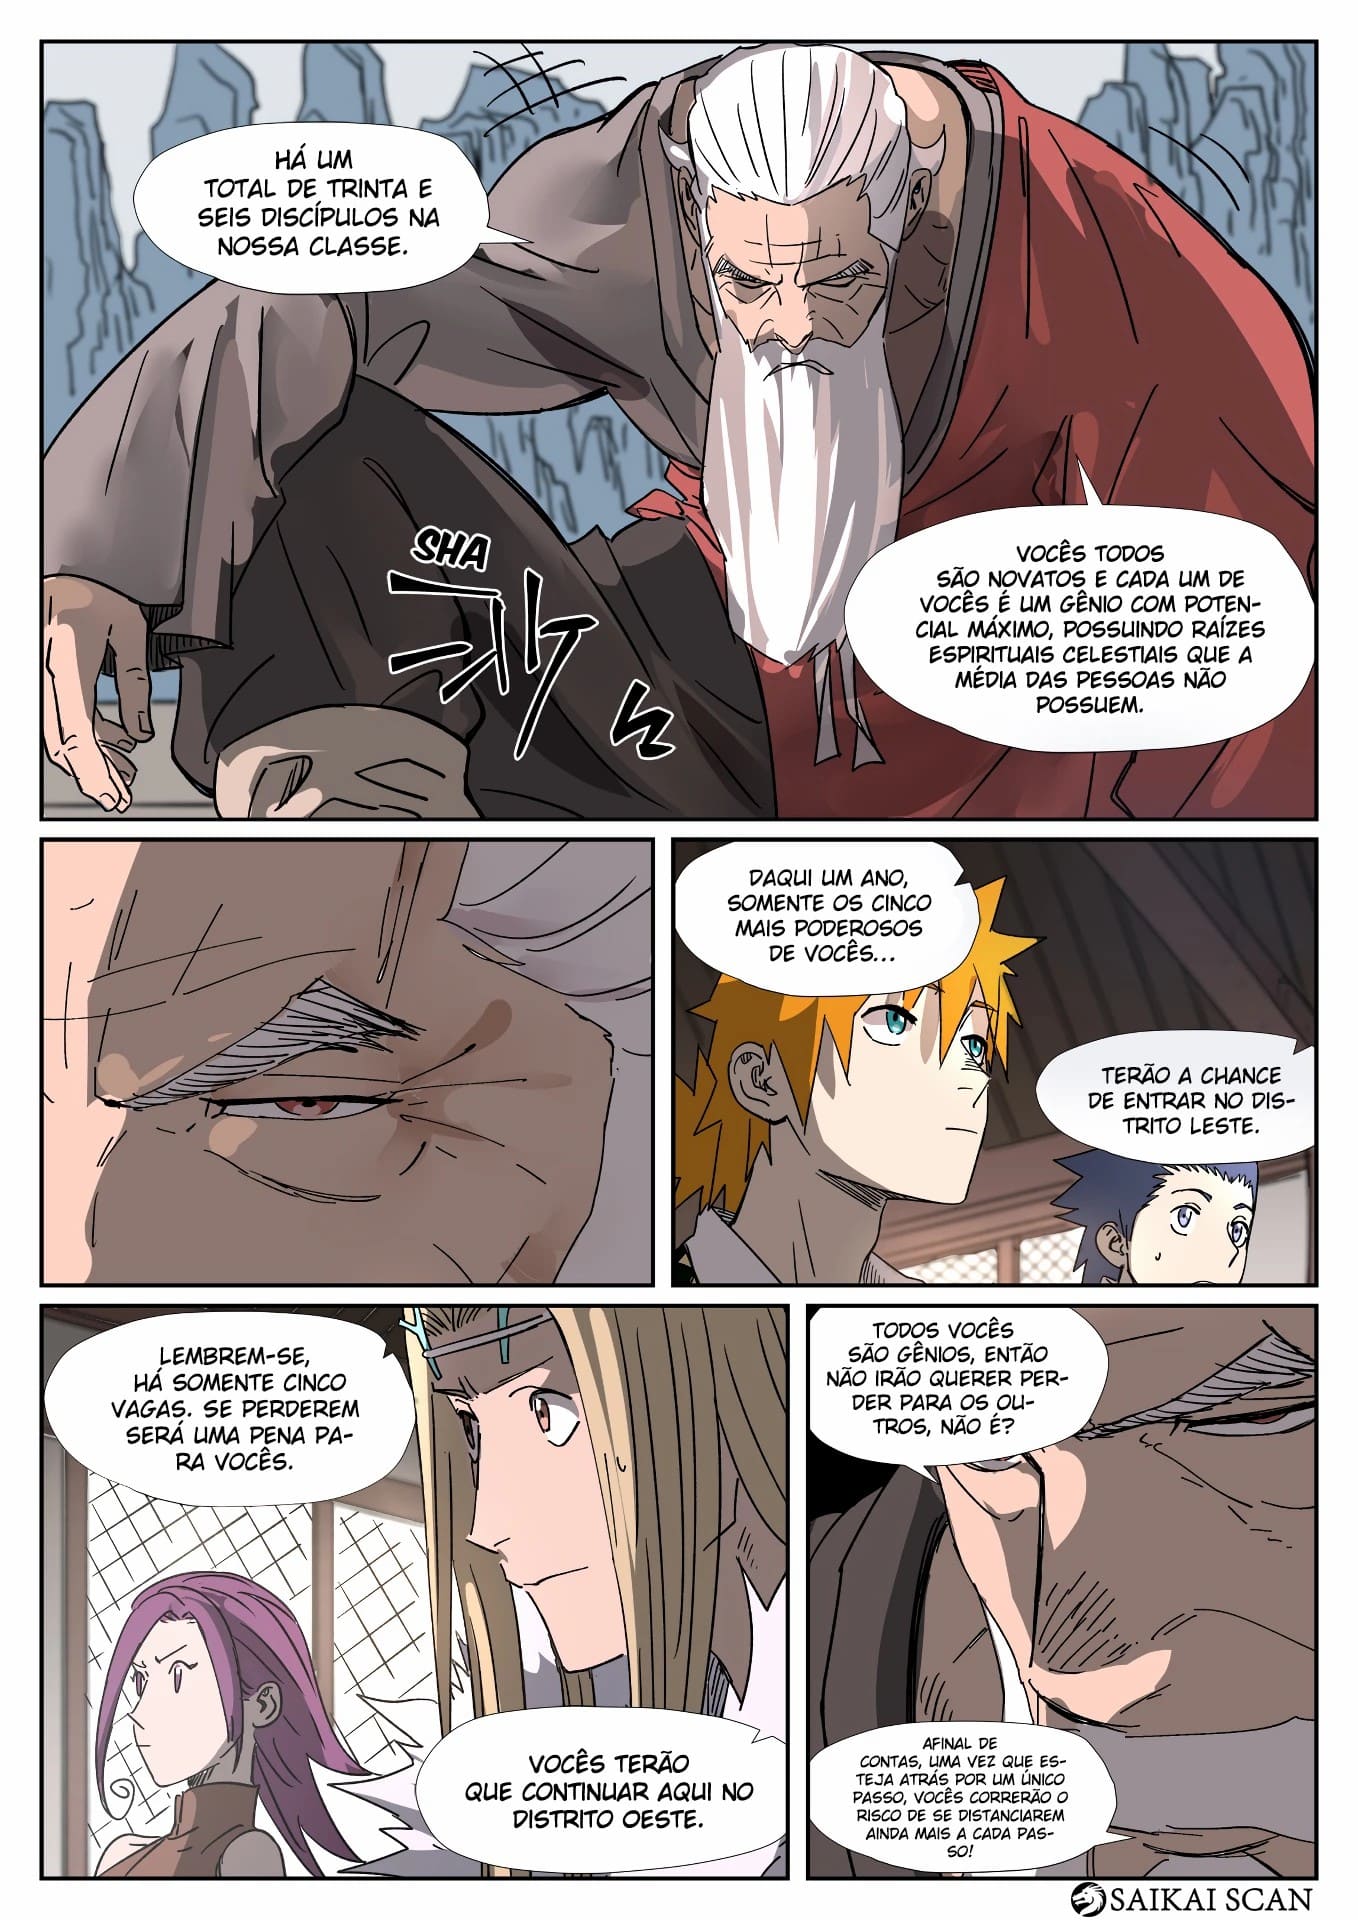 HÁ UM
TOTAL DE TRINTA E
SEIS DISCÍPULOS NA
NOSSA CLASSE.
SHA
VOCÊS TODOS
SÃO NOVATOS E CADA UM DE
VOCÊS É UM GÊNIO COM POTEN-
CIAL MÁXIMO, POSSUINDO RAÍZES
ESPIRITUAIS CELESTIAIS QUE A
MÉDIA DAS PESSOAS NÃO
POSSUEM.
DAQUI UM ANO,
SOMENTE OS CINCO
MAIS PODEROSOS
DE VOCÊS...
TERÃO A CHANCE
DE ENTRAR NO DIS-
TRITO LESTE.
LEMBREM-SE,
HÁ SOMENTE CINCO
VAGAS. SE PERDEREM
SERÁ UMA PENA PA-
RA VOCÊS.
VOCÊS TERÃO
QUE CONTINUAR AQUI NO
DISTRITO OESTE.
TODOS VOCÊS
SÃO GÊNIOS, ENTÃO
NÃO IRÃO QUERER PER-
DER PARA OS OU-
TROS, NÃO É?
AFINAL DE
CONTAS, UMA VEZ QUE ES-
TEJA ATRÁS POR UM ÚNICO
PASSO, VOCÊS CORRERÃO O
RISCO DE SE DISTANCIAREM
AINDA MAIS A CADA PAS-
SO!
SAIKAI SCAN